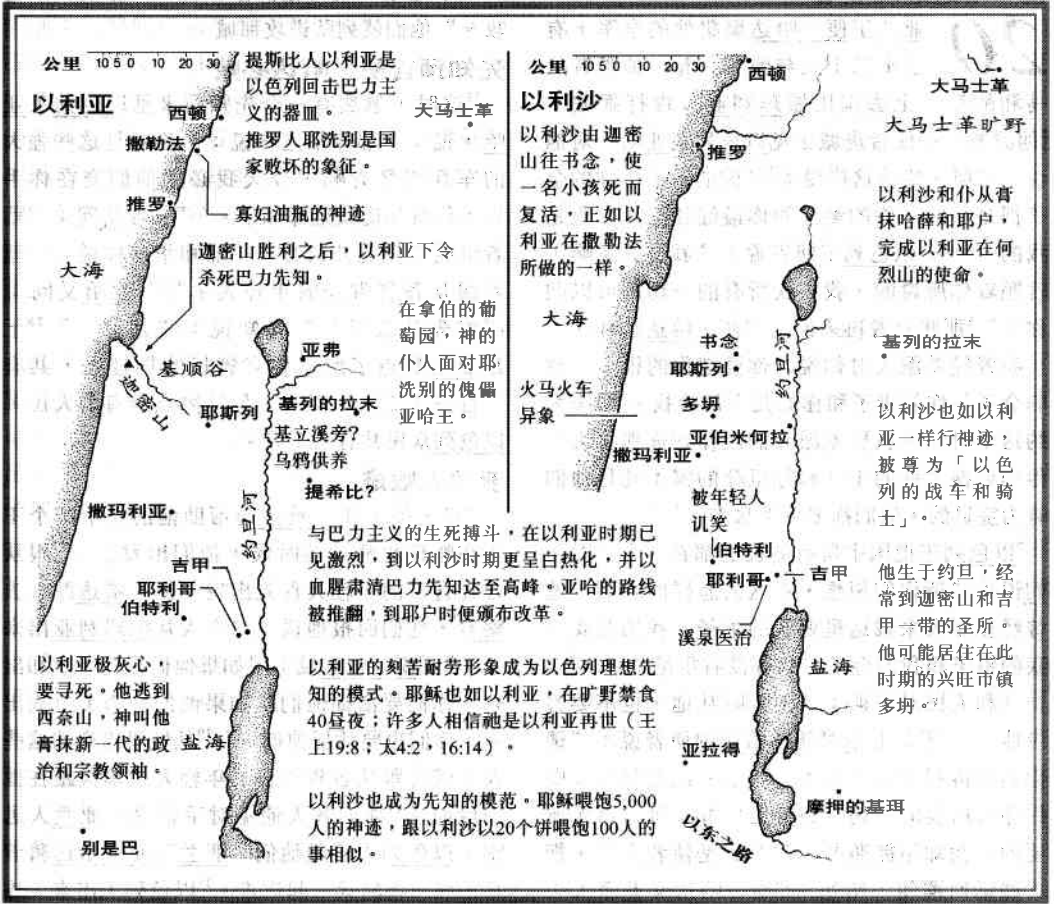 公里 10 5 0 10 20 30
以利亚
提斯比人以利亚是
以色列回击巴力主
义的器皿。
推罗人耶洗别是国
家败坏的象征。
大马士革
西顿
撒勒法
推罗
寡妇油瓶的神迹
迦密山胜利之后，以利亚下令
杀死巴力先知。
大海
在拿伯的葡
萄园，神的
仆人面对耶
洗别的傀儡
亚哈王。
亚弗
基顺谷
迦密山
耶斯列
基列的拉末
基立溪旁？
乌鸦供养
提希比？
撒玛利亚
约旦河
与巴力主义的生死搏斗，在以利亚时期已
见激烈，到以利沙时期更呈白热化，并以
血腥肃清巴力先知达至高峰。亚哈的路线
被推翻，到耶户时便颁布改革。
吉甲
耶利哥
伯特利
以利亚极灰心，
要寻死。他逃到
西奈山，神叫他
膏抹新一代的政
治和宗教领袖。
盐海
以利亚的刻苦耐劳形象成为以色列理想先
知的模式。耶稣也如以利亚，在旷野禁食
40昼夜；许多人相信祂是以利亚再世（王
上19:8；太4:2，16:14）。
以利沙也成为先知的模范。耶稣喂饱5,000
人的神迹，跟以利沙以20个饼喂饱100人的
事相似。
别是巴
公里 10 5 0 10 20 30
以利沙
以利沙由迦密
山往书念，使
一名小孩死而
复活，正如以
利亚在撒勒法
所做的一样。
西顿
推罗
大马士革
大马士革旷野
以利沙和仆从膏
抹哈薛和耶户，
完成以利亚在何
烈山的使命。
大海
书念
耶斯列
约旦河
基列的拉末
火马火车
异象
多坍
亚伯米何拉
撒玛利亚
以利沙也如以利
亚一样行神迹，
被尊为「以色
列的战车和骑
士」。
被年轻人
讥笑
伯特利
耶利哥
吉甲
溪泉医治
他生于约旦，经
常到迦密山和吉
甲一带的圣所。
他可能居住在此
时期的兴旺市镇
多坍。
盐海
亚拉得
摩押的基珥
以东之路